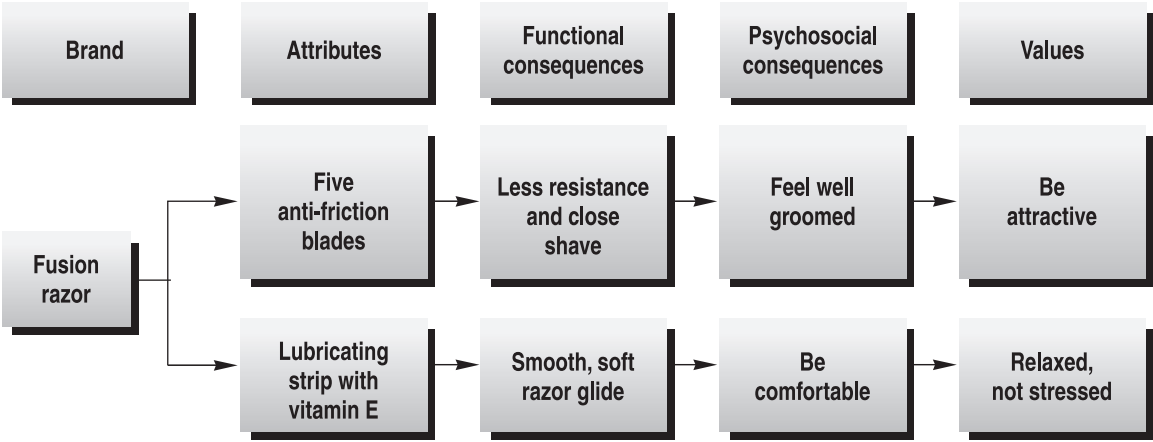 Brand
Attributes
Functional
consequences
Psychosocial
consequences
Values
Fusion
razor
Five
anti-friction
blades
Less resistance
and close
shave
Feel well
groomed
Be
attractive
Lubricating
strip with
vitamin E
Smooth, soft
razor glide
Be
comfortable
Relaxed,
not stressed